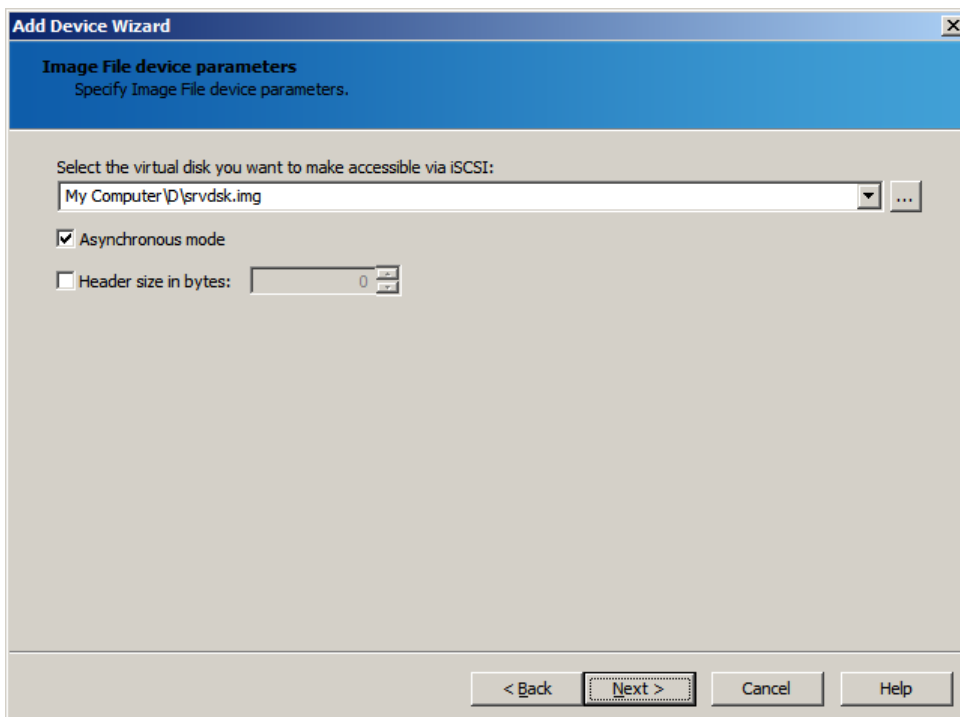 Add Device Wizard
Image File device parameters
Specify Image File device parameters.
Select the virtual disk you want to make accessible via iSCSI:
My Computer\D\srvdsk.img
...
Asynchronous mode
Header size in bytes: 0
< Back Next > Cancel Help